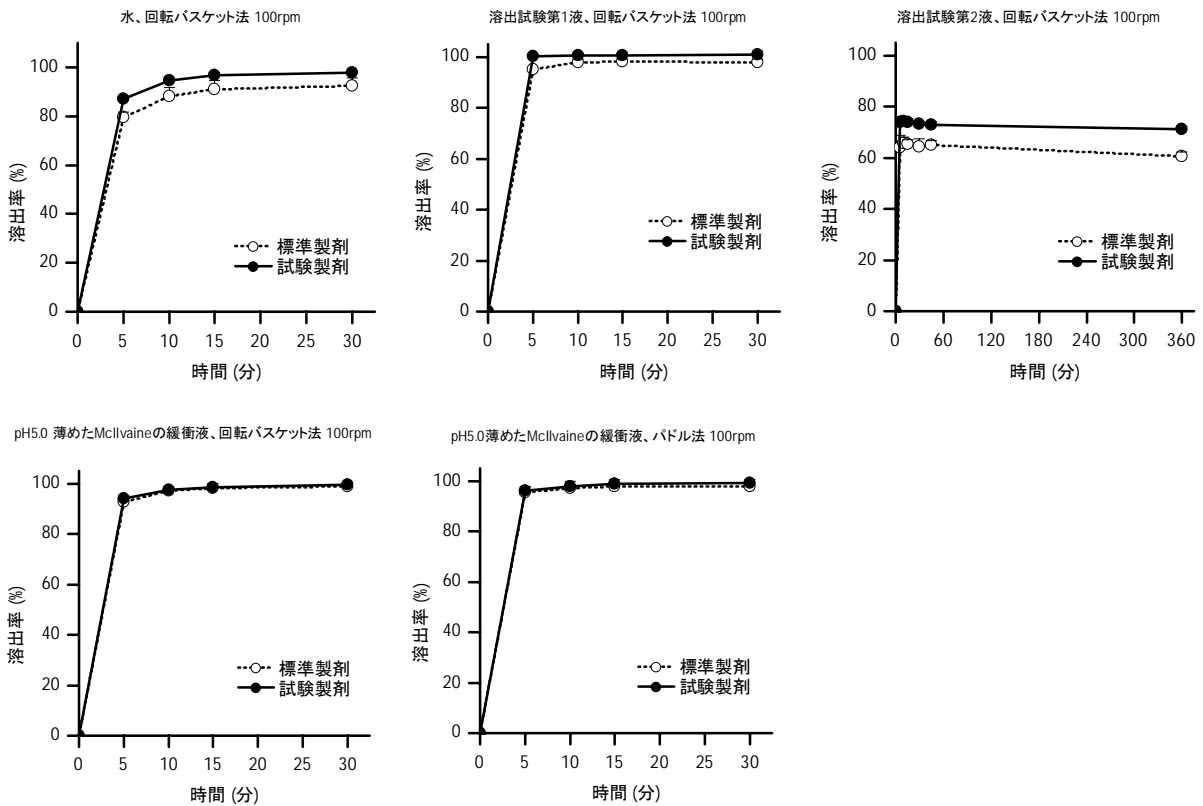 水、回転バスケット法 100rpm
溶出率 (%)
100
80
60
40
20
0
0 5 10 15 20 25 30
時間 (分)
標準製剤
試験製剤
溶出試験第1液、回転バスケット法 100rpm
溶出率 (%)
100
80
60
40
20
0
0 5 10 15 20 25 30
時間 (分)
標準製剤
試験製剤
溶出試験第2液、回転バスケット法 100rpm
溶出率 (%)
100
80
60
40
20
0
0 60 120 180 240 300 360
時間 (分)
標準製剤
試験製剤
pH5.0 薄めたMcIlvaineの緩衝液、回転バスケット法 100rpm
溶出率 (%)
100
80
60
40
20
0
0 5 10 15 20 25 30
時間 (分)
標準製剤
試験製剤
pH5.0薄めたMcIlvaineの緩衝液、パドル法 100rpm
溶出率 (%)
100
80
60
40
20
0
0 5 10 15 20 25 30
時間 (分)
標準製剤
試験製剤